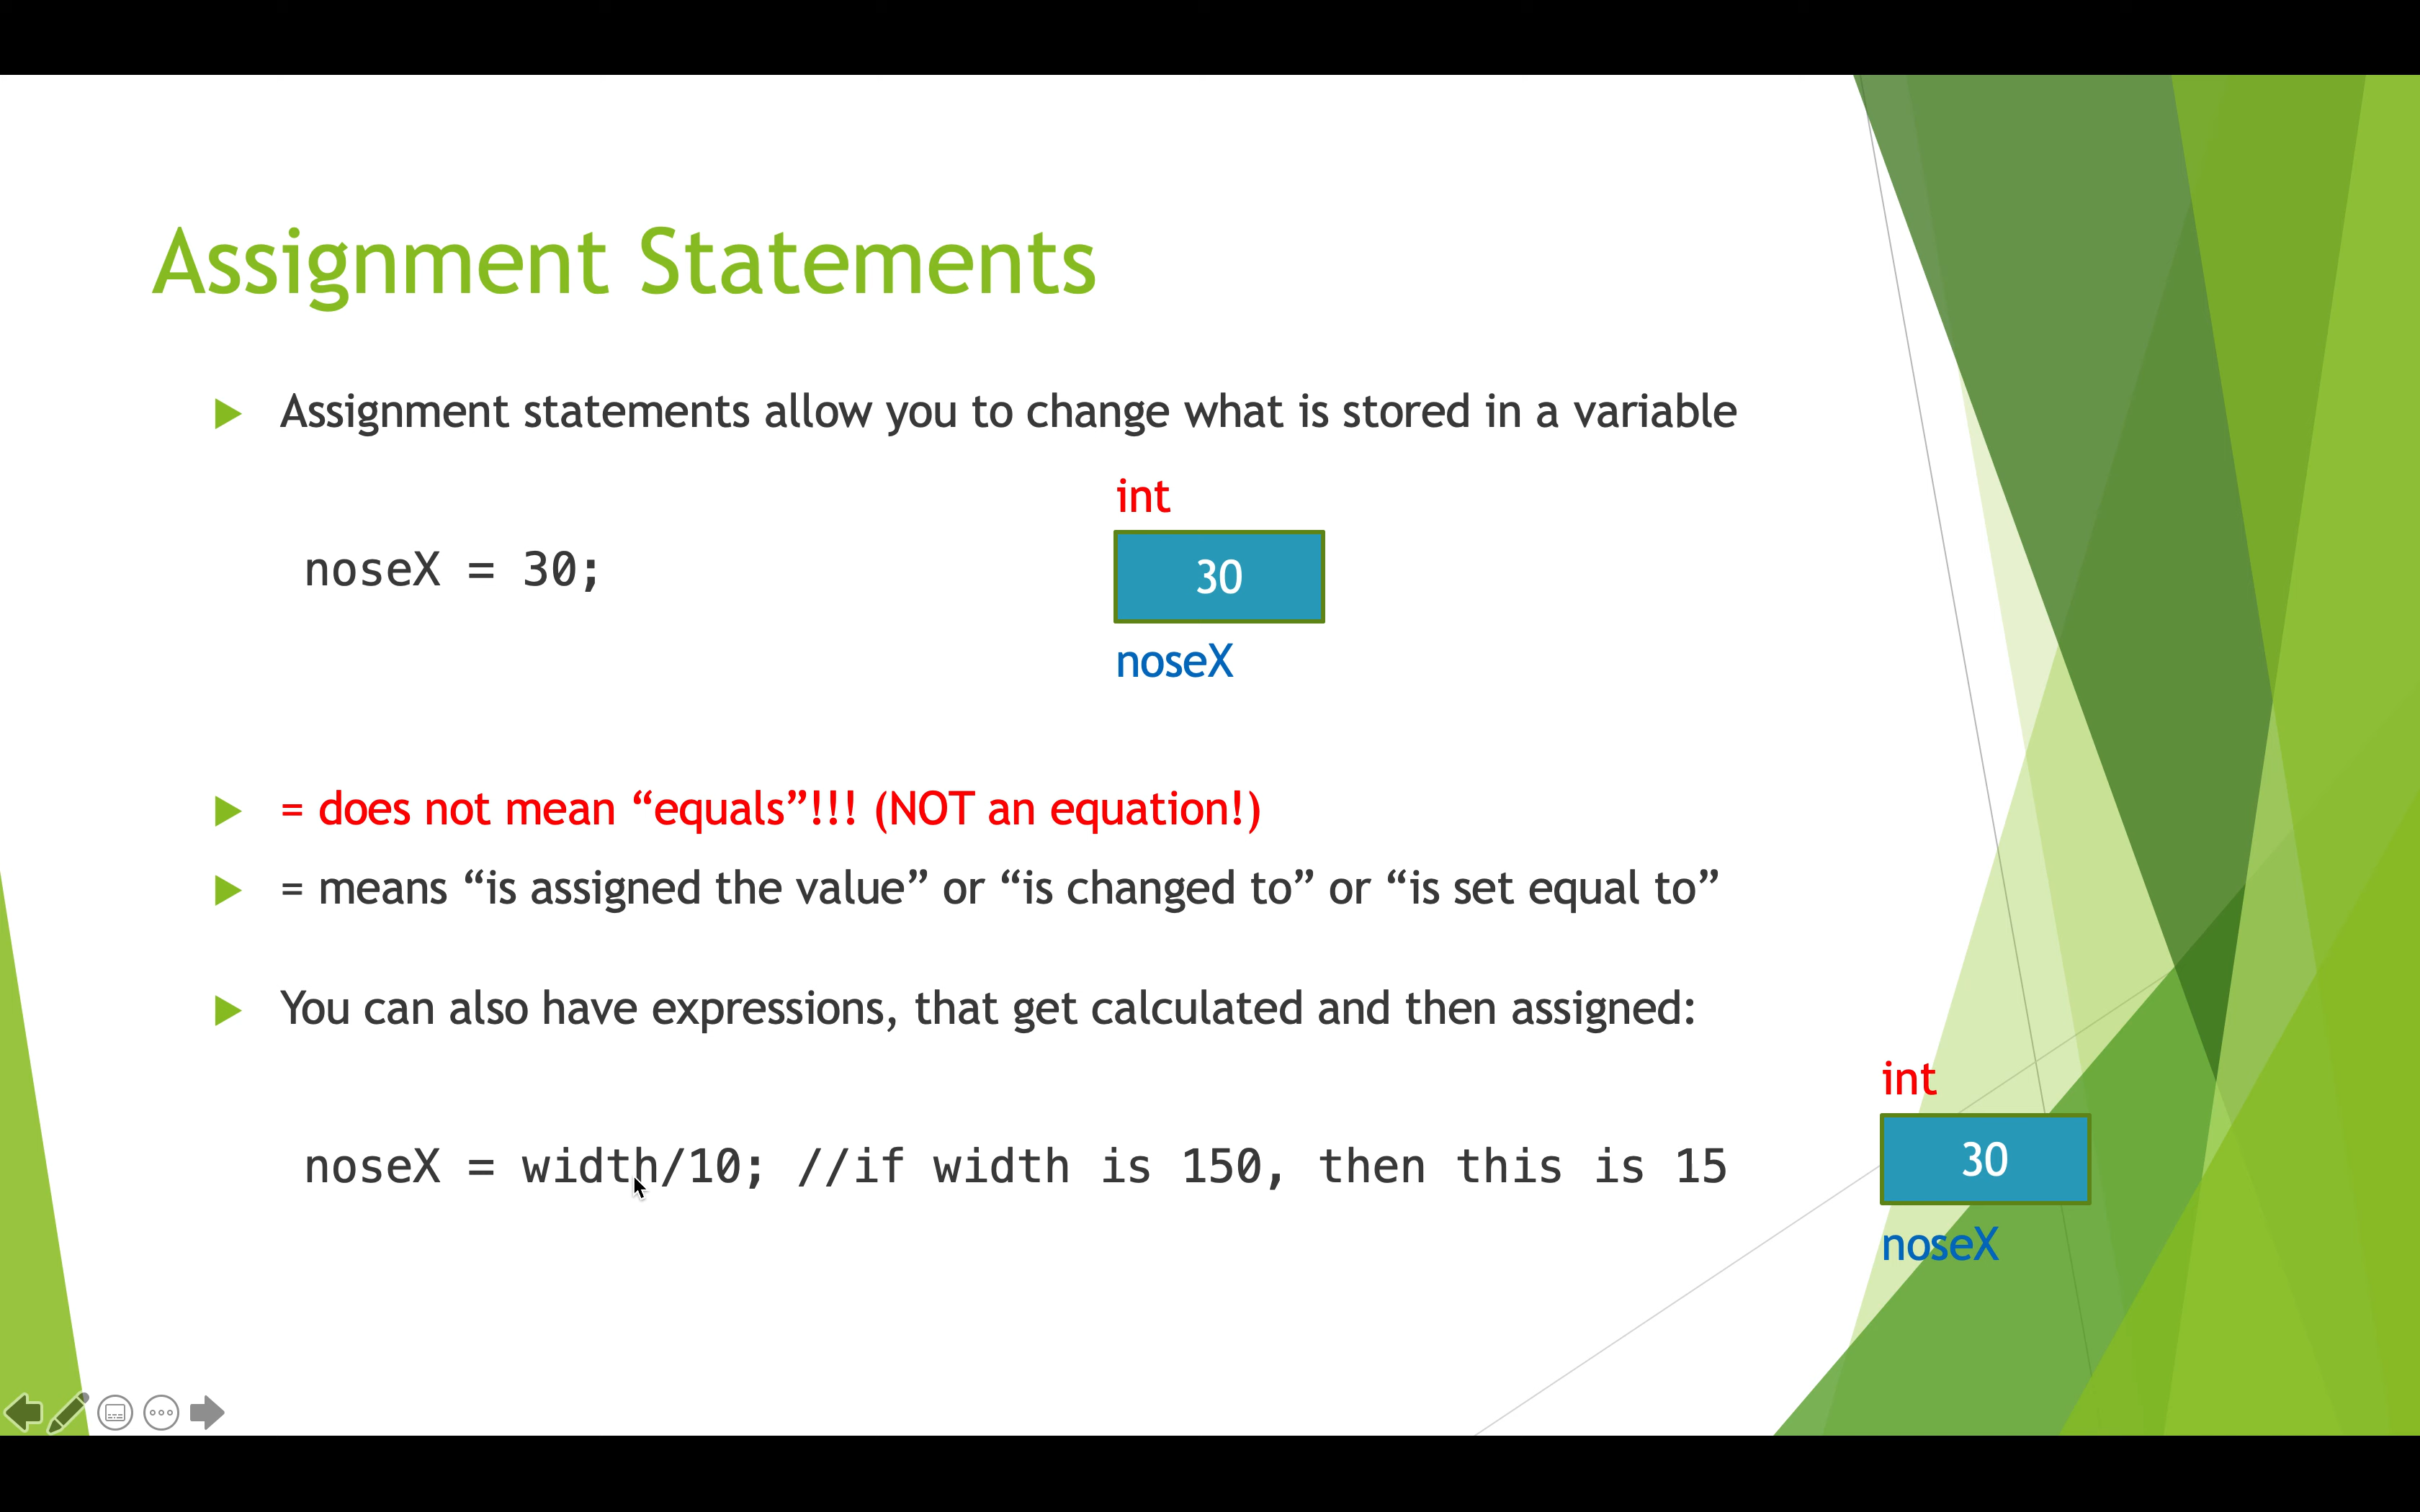 Assignment Statements
Assignment statements allow you to change what is stored in a variable
int
noseX = 30;
30
noseX
= does not mean “equals”!!! (NOT an equation!)
= means “is assigned the value” or “is changed to” or “is set equal to”
You can also have expressions, that get calculated and then assigned:
int
noseX = width/10; //if width is 150, then this is 15
30
noseX